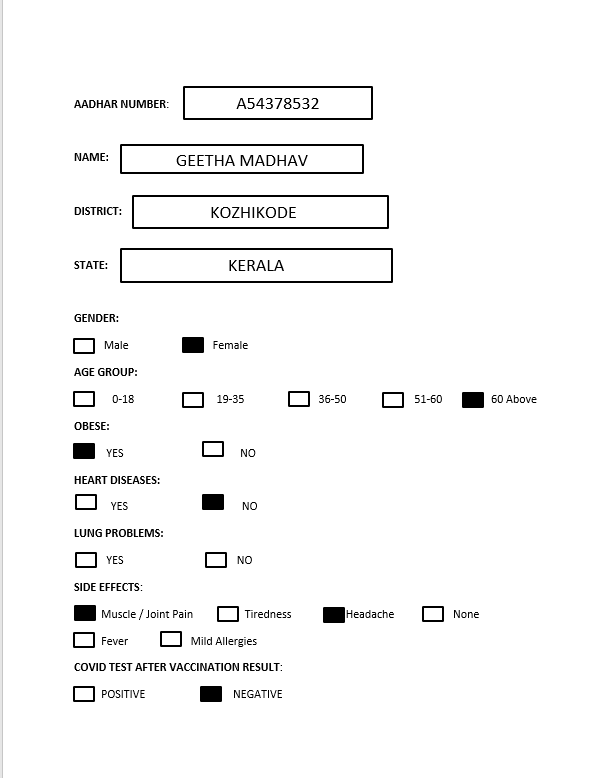 AADHAR NUMBER: A54378532
NAME: GEETHA MADHAV
DISTRICT: KOZHIKODE
STATE: KERALA
GENDER:
Male Female
AGE GROUP:
0-18 19-35 36-50 51-60 60 Above
OBESE:
YES NO
HEART DISEASES:
YES NO
LUNG PROBLEMS:
YES NO
SIDE EFFECTS:
Muscle / Joint Pain Tiredness Headache None
Fever Mild Allergies
COVID TEST AFTER VACCINATION RESULT:
POSITIVE NEGATIVE